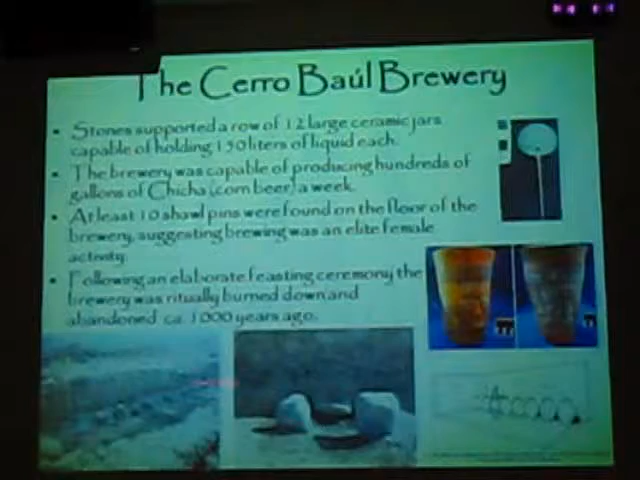 The Cerro Baúl Brewery
• Stones supported a row of 12 large ceramic jars
capable of holding 150 liters of liquid each.
• The brewery was capable of producing hundreds of
gallons of Chicha (corn beer) a week.
• At least 10 shawl pins were found on the floor of the
brewery, suggesting brewing was an elite female
activity.
• Following an elaborate feasting ceremony the
brewery was ritually burned down and
abandoned ca. 1000 years ago.